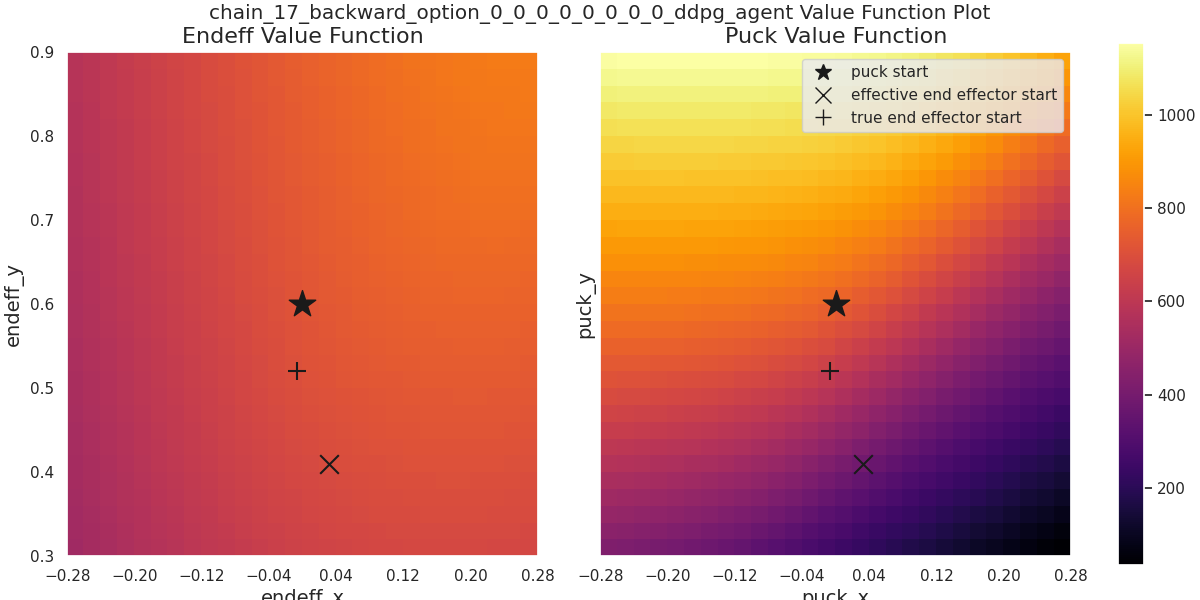 chain_17_backward_option_0_0_0_0_0_0_0_0_ddpg_agent Value Function Plot
Endeff Value Function
Puck Value Function
puck start
effective end effector start
true end effector start
endeff_y
0.9
0.8
0.7
0.6
0.5
0.4
0.3
−0.28 −0.20 −0.12 −0.04 0.04 0.12 0.20 0.28
endeff_x
puck_y
−0.28 −0.20 −0.12 −0.04 0.04 0.12 0.20 0.28
puck_x
1000
800
600
400
200